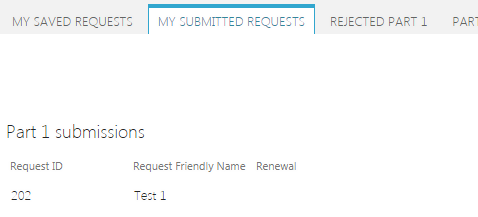 MY SAVED REQUESTS MY SUBMITTED REQUESTS REJECTED PART 1 PART
Part 1 submissions
Request ID Request Friendly Name Renewal
202 Test 1